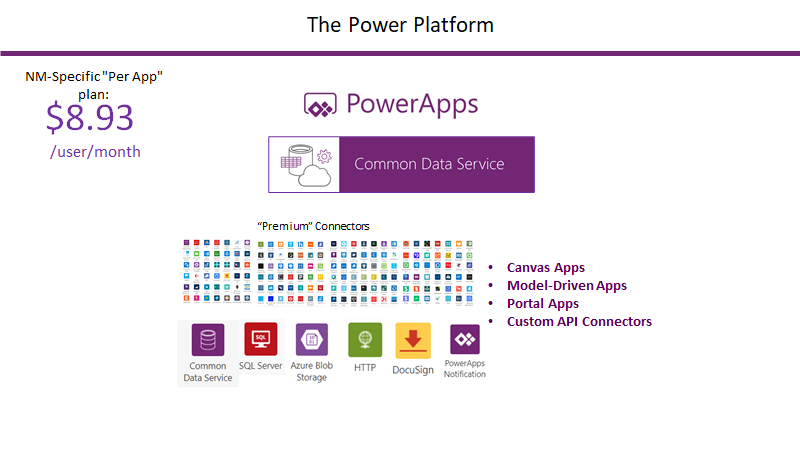 The Power Platform
NM-Specific "Per App"
plan:
$8.93
/user/month
PowerApps
Common Data Service
“Premium” Connectors
• Canvas Apps
• Model-Driven Apps
• Portal Apps
• Custom API Connectors
SQL
Common
Data Service
SQL Server
Azure Blob
Storage
HTTP
DocuSign
PowerApps
Notification